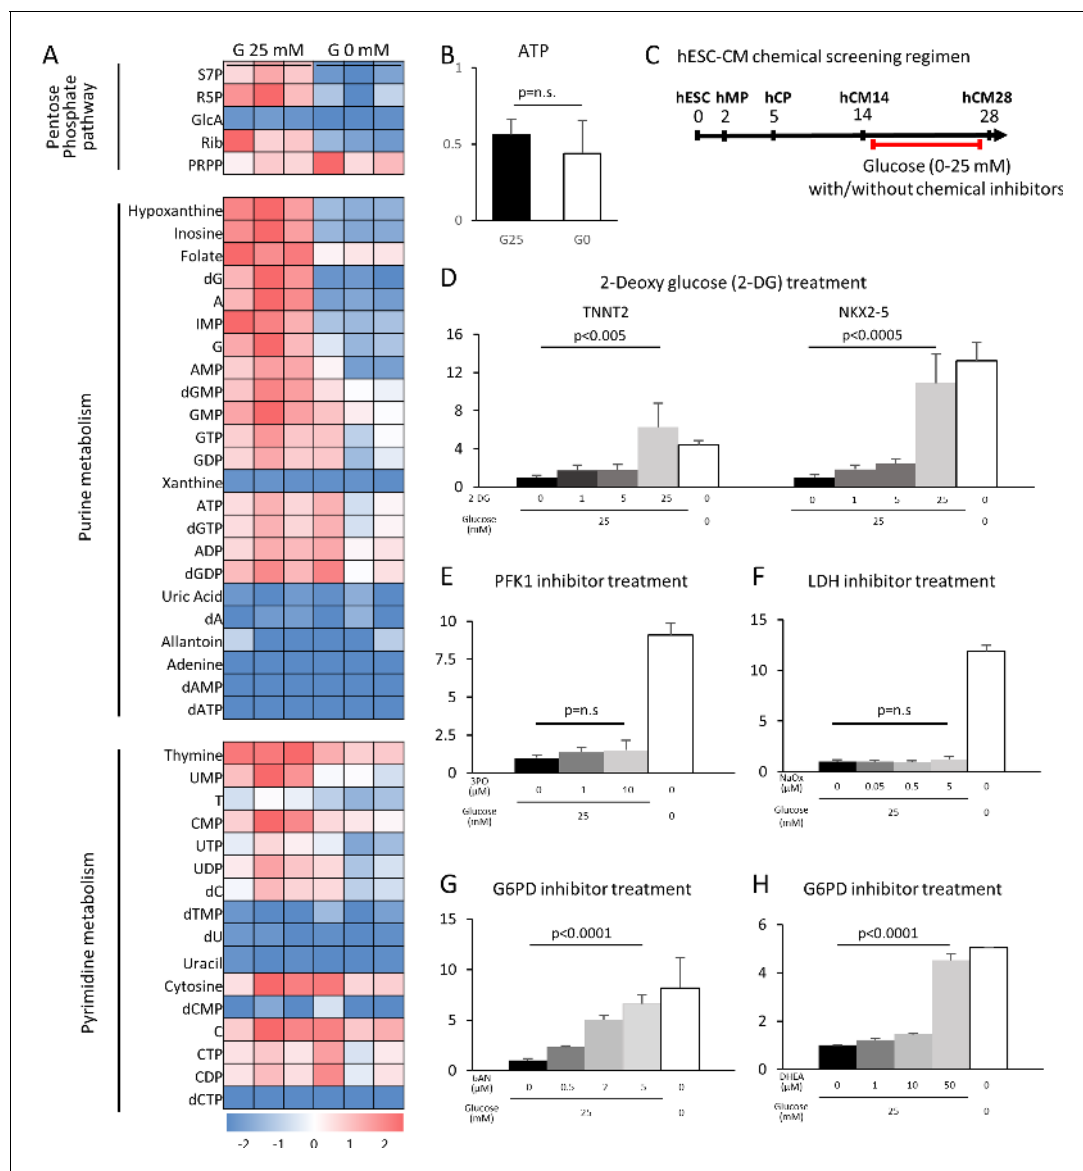 A
G 25 mM
G 0 mM
Pentose
Phosphate
pathway
S7P
R5P
GlcA
Rib
PRPP
Purine metabolism
Hypoxanthine
Inosine
Folate
dG
A
IMP
G
AMP
dGMP
GMP
GTP
GDP
Xanthine
ATP
dGTP
ADP
dGDP
Uric Acid
dA
Allantoin
Adenine
dAMP
dATP
Pyrimidine metabolism
Thymine
UMP
T
CMP
UTP
UDP
dC
dTMP
dU
Uracil
Cytosine
dCMP
C
CTP
CDP
dCTP
-2 -1 0 1 2
B
ATP
1
p=n.s.
0.5
0
G25 G0
C
hESC-CM chemical screening regimen
hESC hMP hCP hCM14 hCM28
0 2 5 14 28
Glucose (0-25 mM)
with/without chemical inhibitors
D
2-Deoxy glucose (2-DG) treatment
TNNT2 NKX2-5
16
p<0.005 p<0.0005
12
8
4
0
2 DG 0 1 5 25 0 0 1 5 25 0
Glucose
(mM)
25 0 25 0
E
PFK1 inhibitor treatment
10
7.5
5
p=n.s
2.5
0
3PO
(μM)
0 1 10 0
Glucose
(mM)
25 0
F
LDH inhibitor treatment
15
10
5
p=n.s
0
NaOx
(μM)
0 0.05 0.5 5 0
Glucose
(mM)
25 0
G
G6PD inhibitor treatment
15
p<0.0001
10
5
0
6AN
(μM)
0 0.5 2 5 0
Glucose
(mM)
25 0
H
G6PD inhibitor treatment
6
p<0.0001
4
2
0
DHEA
(μM)
0 1 10 50 0
Glucose
(mM)
25 0